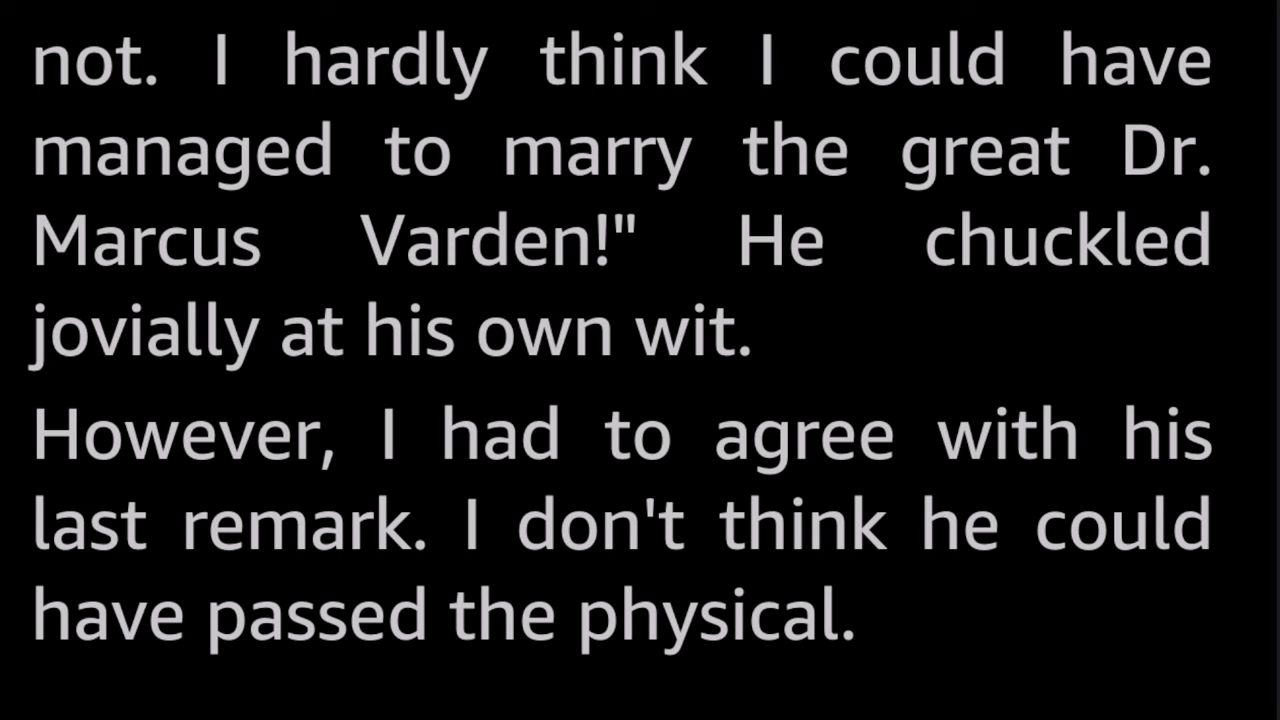 not. I hardly think I could have
managed to marry the great Dr.
Marcus Varden!" He chuckled
jovially at his own wit.
However, I had to agree with his
last remark. I don't think he could
have passed the physical.